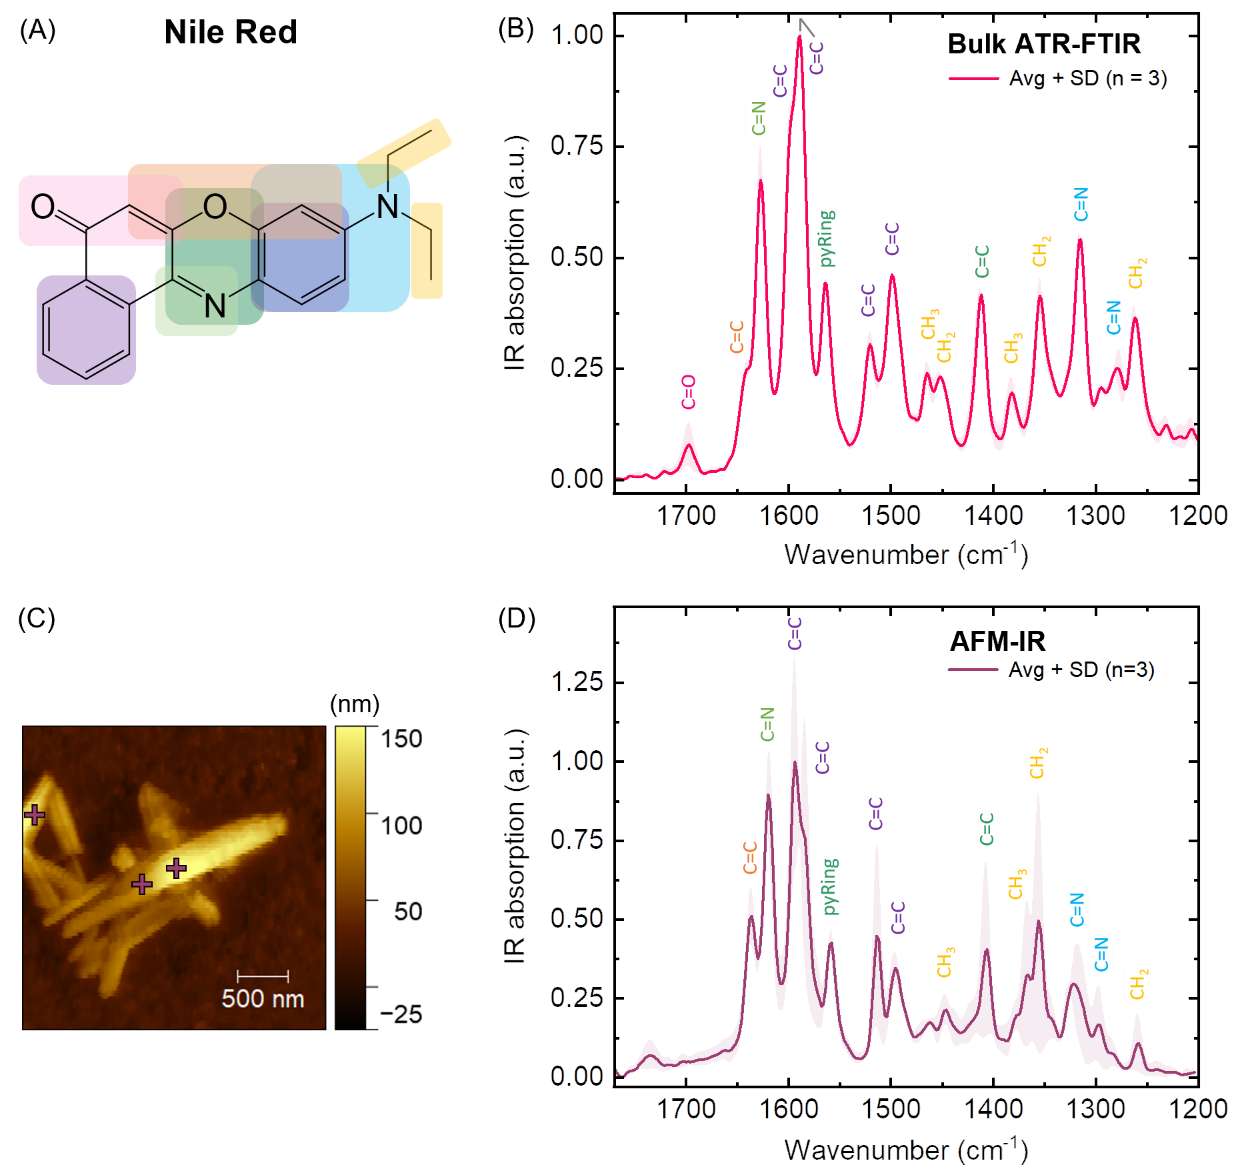 (A)
Nile Red
O
O
N
N
(B)
Bulk ATR-FTIR
Avg + SD (n = 3)
IR absorption (a.u.)
1.00
0.75
0.50
0.25
0.00
C=O
C=C
C=N
C=C
C=C
pyRing
C=C
C=C
CH3
CH2
C=C
CH3
CH2
C=N
C=N
CH2
1700
1600
1500
1400
1300
1200
Wavenumber (cm-1)
(C)
(nm)
150
100
50
−25
500 nm
(D)
AFM-IR
Avg + SD (n=3)
IR absorption (a.u.)
1.25
1.00
0.75
0.50
0.25
0.00
C=C
C=N
C=C
C=C
pyRing
C=C
C=C
CH3
C=C
CH3
CH2
C=N
C=N
CH2
1700
1600
1500
1400
1300
1200
Wavenumber (cm-1)